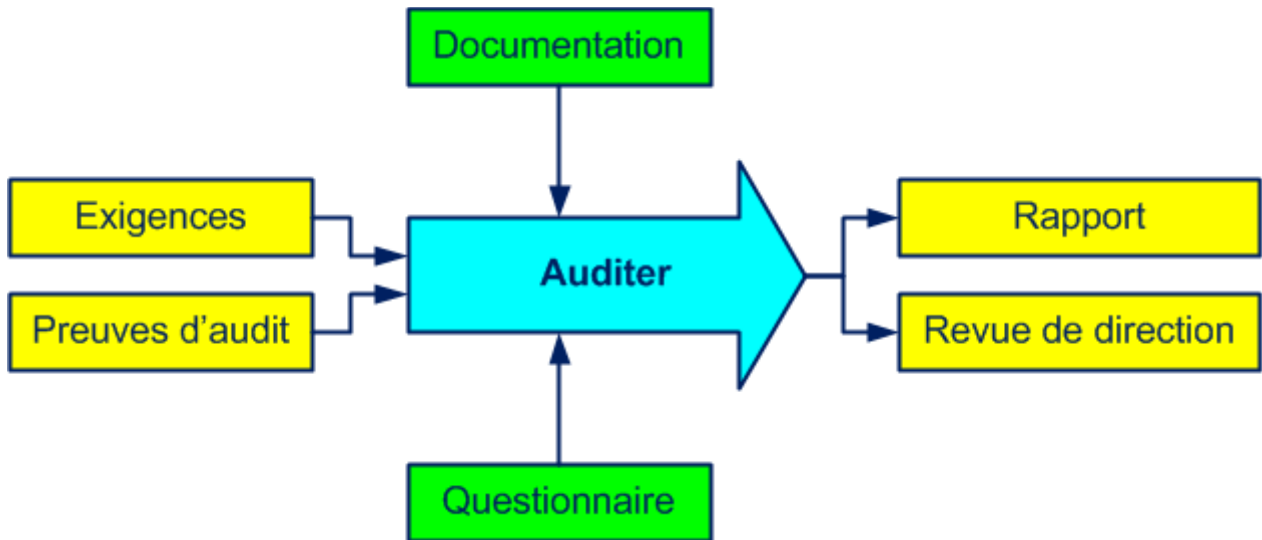 Documentation
Exigences
Preuves d'audit
Auditer
Rapport
Revue de direction
Questionnaire